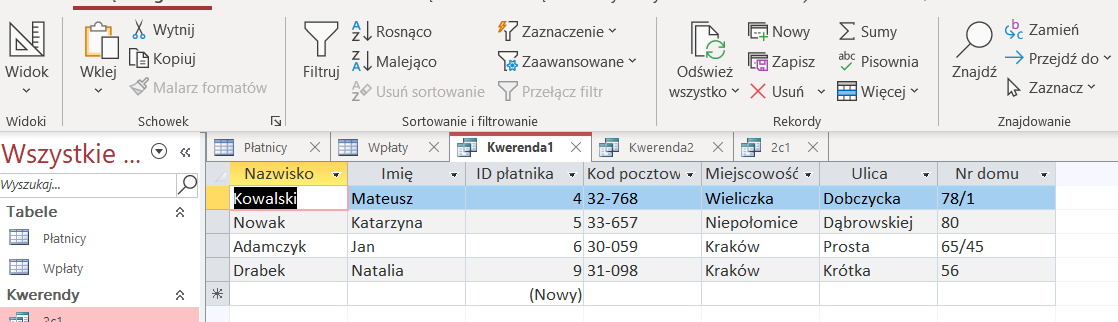 Wytnij
Kopiuj
Malarz formatów
Widok
Wklej
Widoki
Schowek
Filtruj
Rosnąco
Malejąco
Usuń sortowanie
Zaznaczenie
Zaawansowane
Przełącz filtr
Sortowanie i filtrowanie
Odśwież
wszystko
Nowy
Zapisz
Usuń
Sumy
Pisownia
Więcej
Rekordy
Znajdź
Zamień
Przejdź do
Zaznacz
Znajdowanie
Wszystkie ...
Wyszukaj...
Tabele
Płatnicy
Wpłaty
Kwerendy
2c1
Płatnicy Wpłaty Kwerenda1 Kwerenda2 2c1
Nazwisko Imię ID płatnika Kod pocztow Miejscowość Ulica Nr domu
Kowalski Mateusz 4 32-768 Wieliczka Dobczycka 78/1
Nowak Katarzyna 5 33-657 Niepołomice Dąbrowskiej 80
Adamczyk Jan 6 30-059 Kraków Prosta 65/45
Drabek Natalia 9 31-098 Kraków Krótka 56
(Nowy)